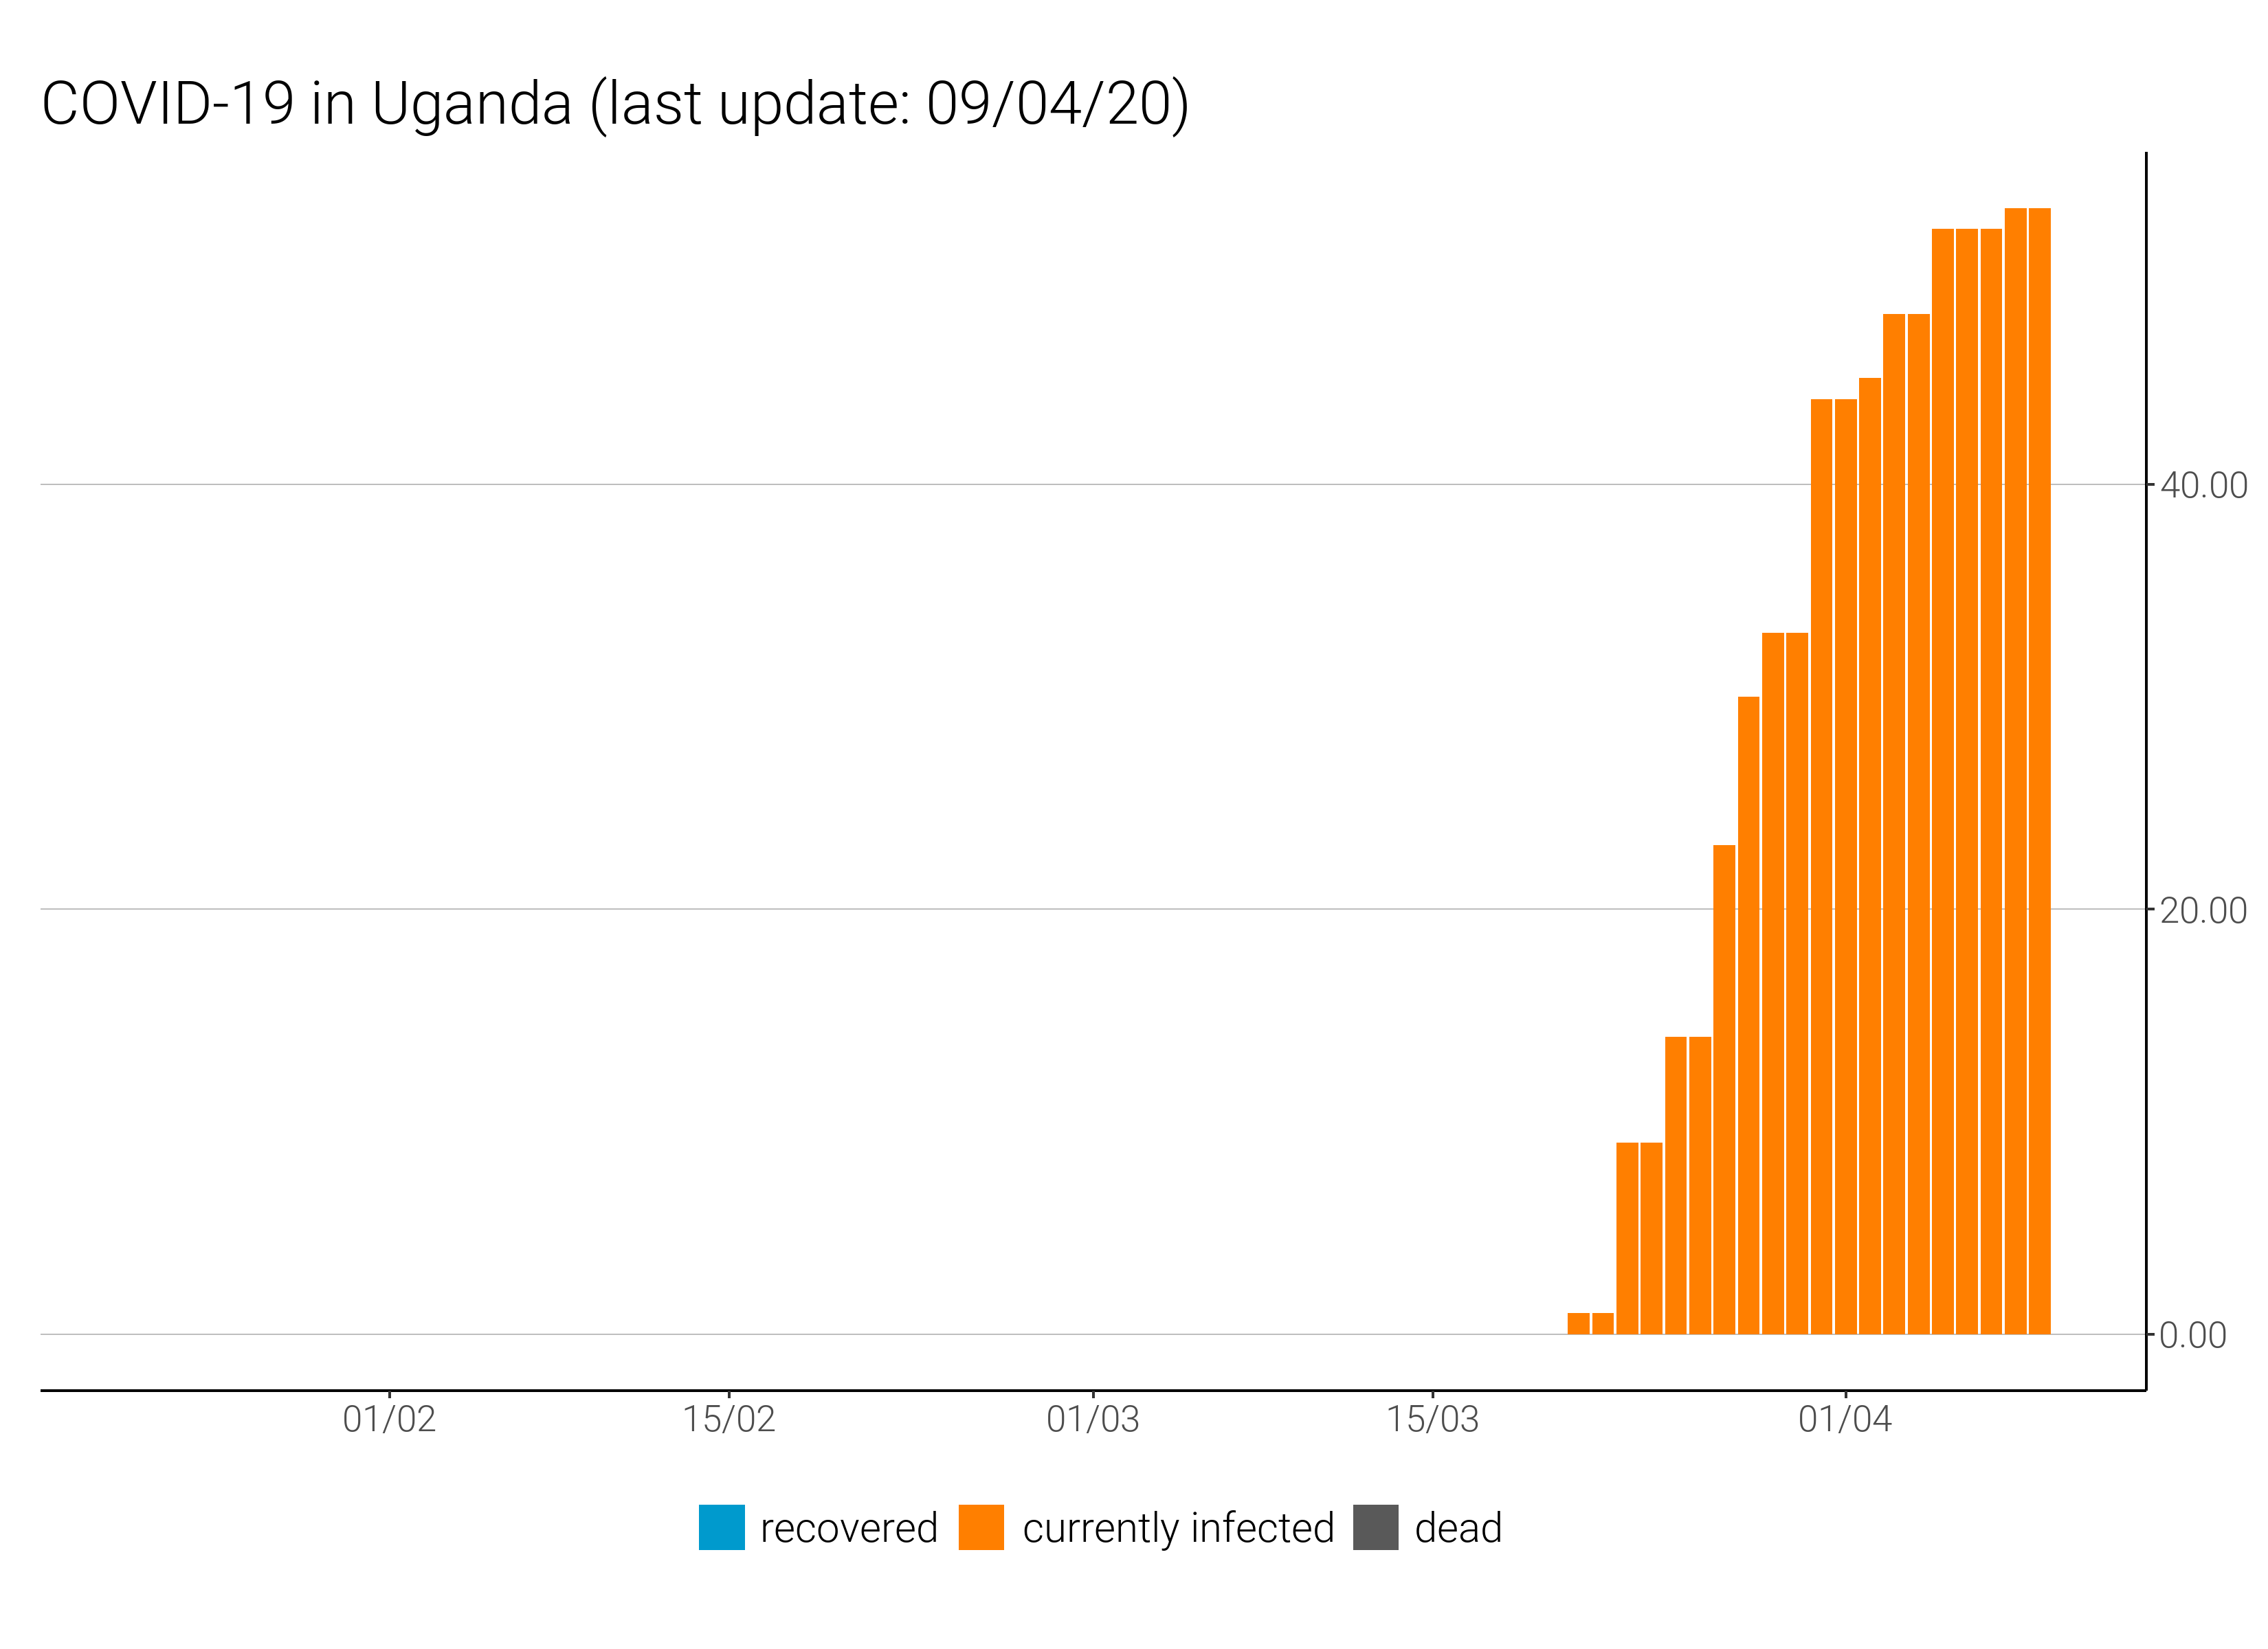 COVID-19 in Uganda (last update: 09/04/20)
40.00
20.00
0.00
01/02 15/02 01/03 15/03 01/04
recovered currently infected dead